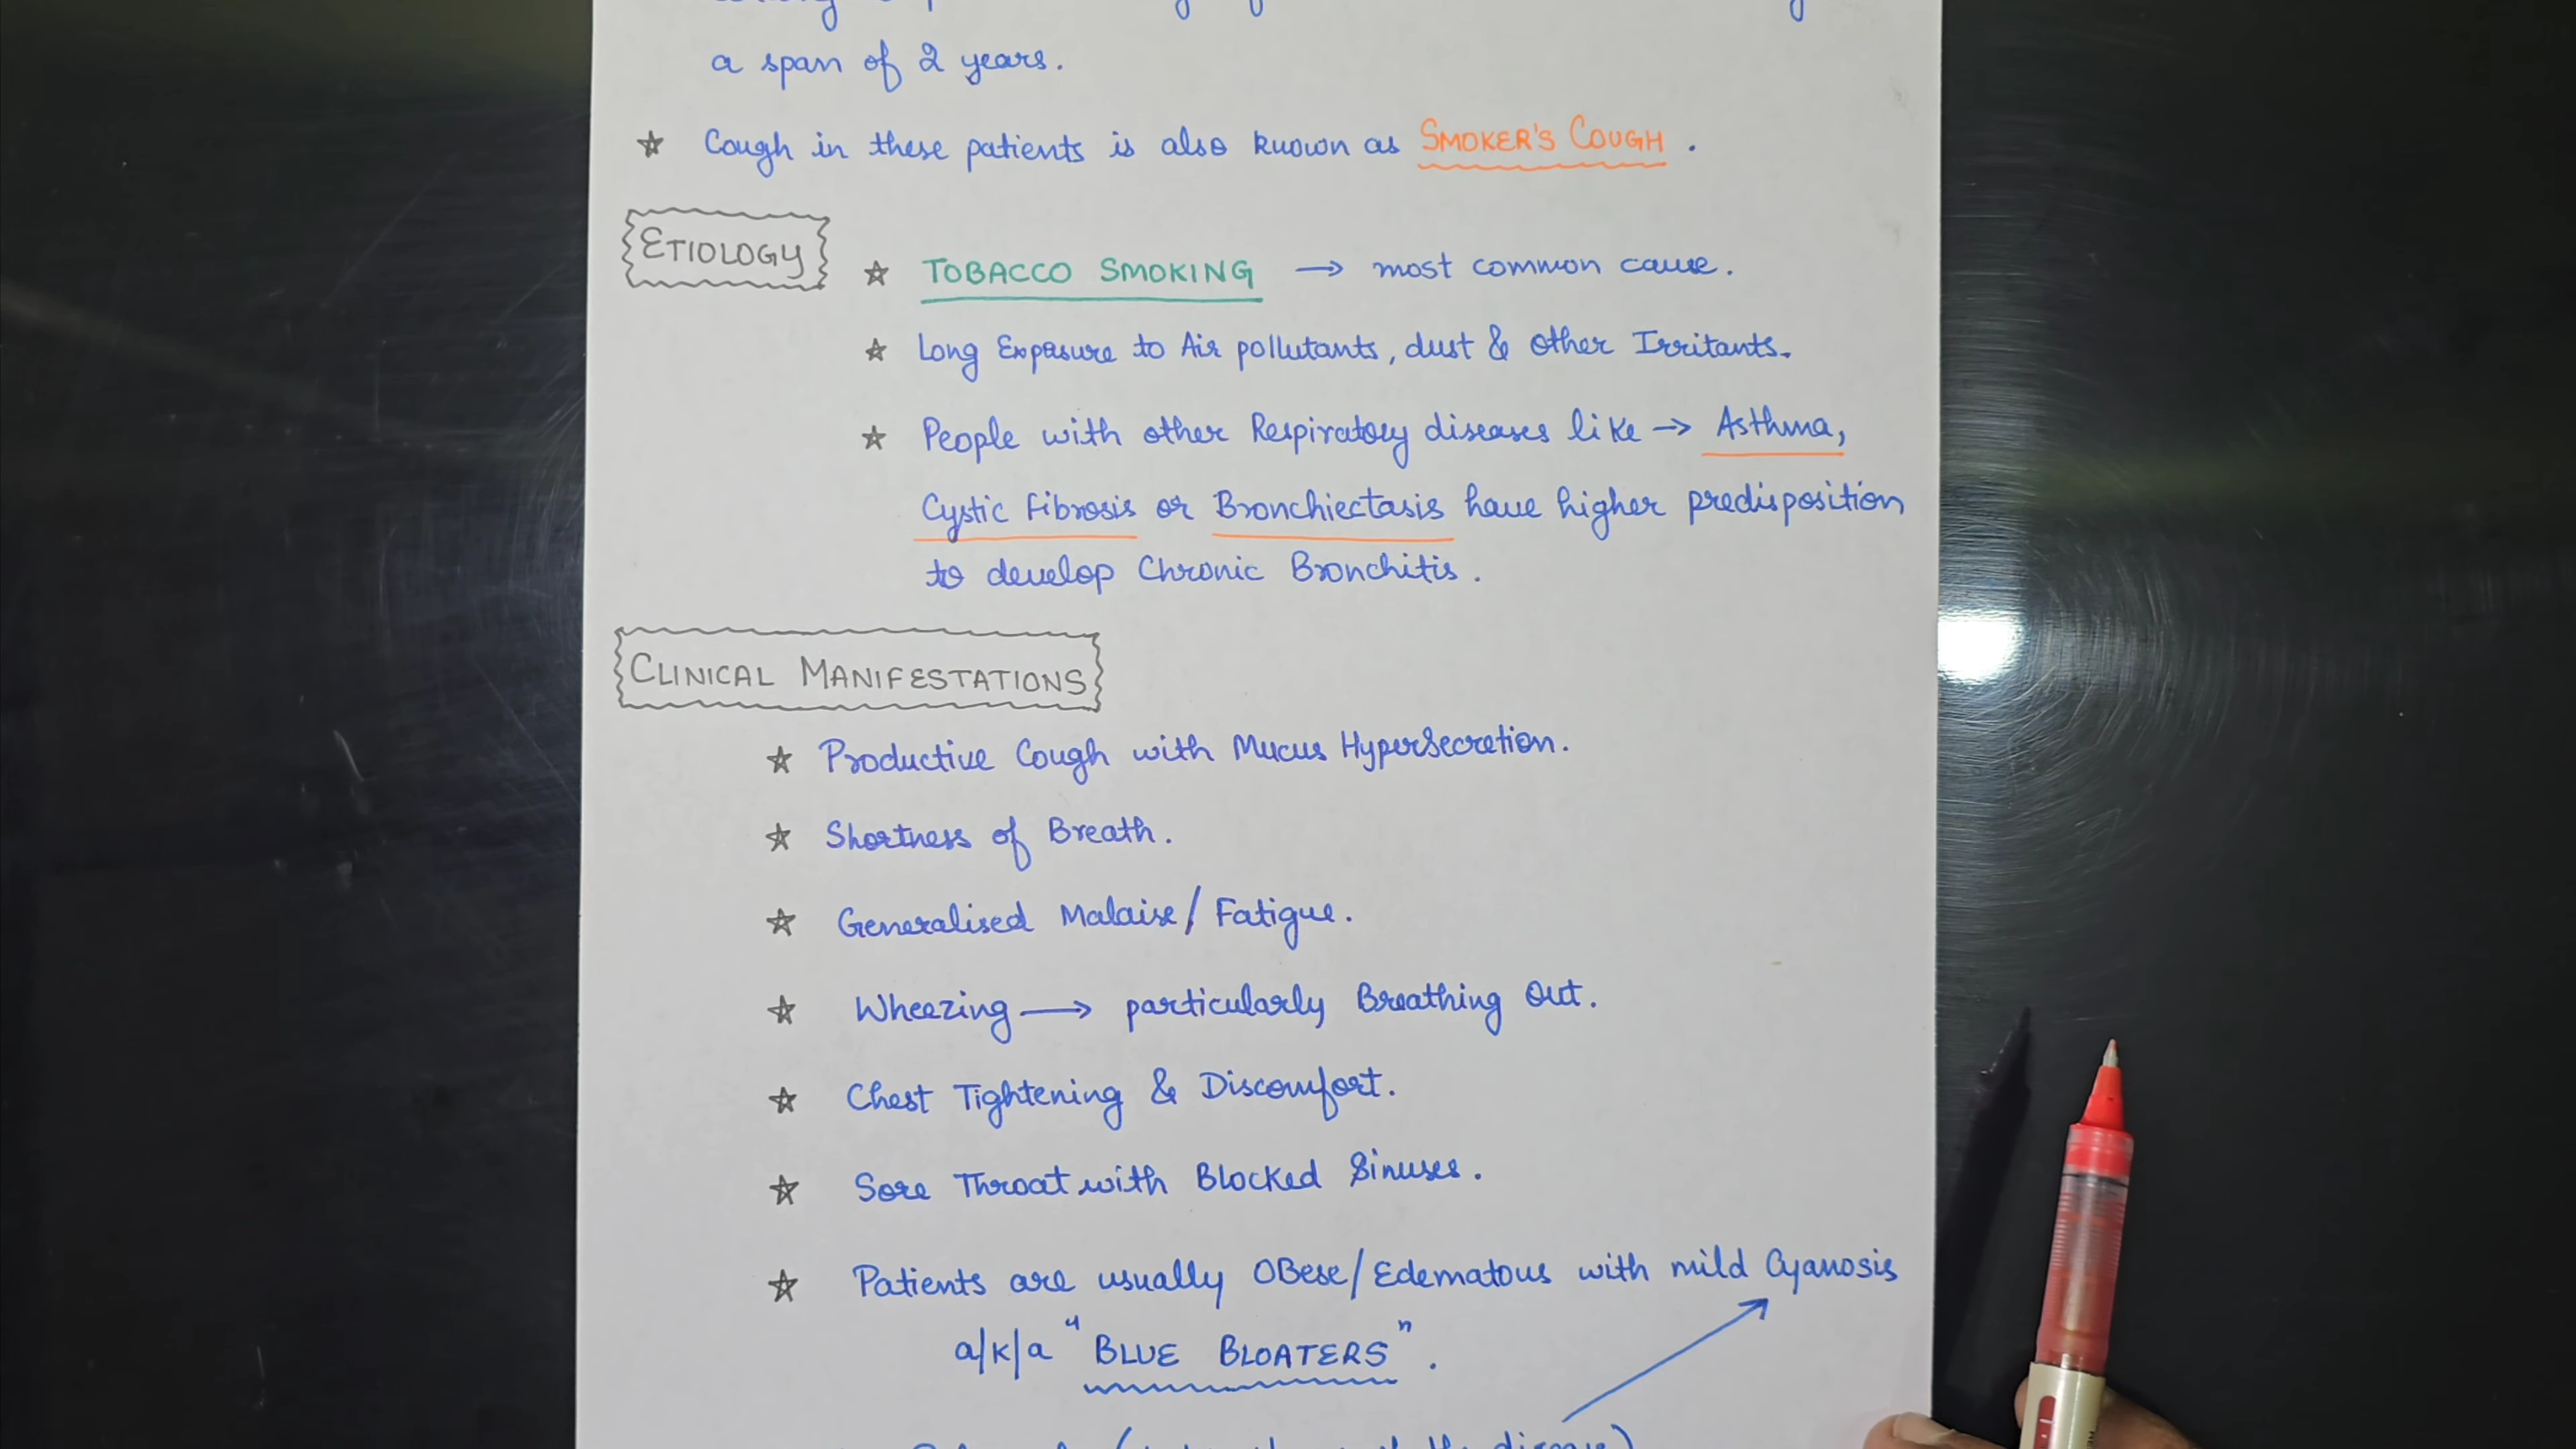 a span of 2 years.
☆ Cough in these patients is also known as SMOKER'S COUGH.
ETIOLOGY
☆ TOBACCO SMOKING → most common cause.
☆ Long Exposure to Air pollutants, dust & other Irritants.
☆ People with other Respiratory diseases like → Asthma,
Cystic Fibrosis or Bronchiectasis have higher predisposition
to develop Chronic Bronchitis.
CLINICAL MANIFESTATIONS
☆ Productive Cough with Mucus Hypersecretion.
☆ Shortness of Breath.
☆ Generalised Malaise/Fatigue.
☆ Wheezing → particularly Breathing Out.
☆ Chest Tightening & Discomfort.
☆ Sore Throat with Blocked Sinuses.
☆ Patients are usually OBese/Edematous with mild Cyanosis
a/k/a "BLUE BLOATERS".
disease)